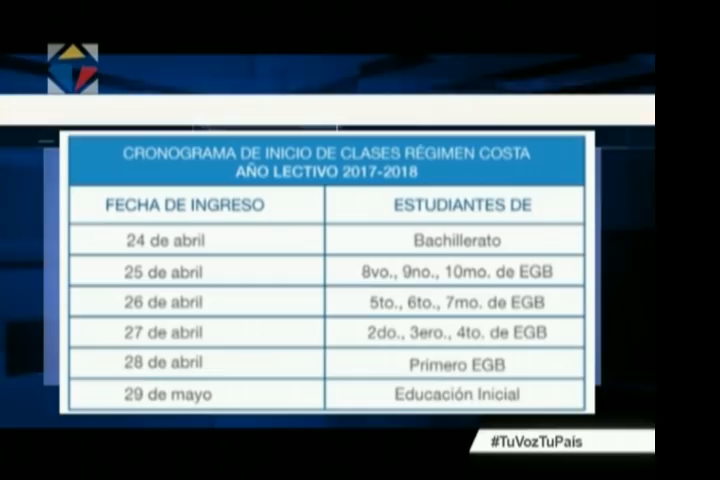 CRONOGRAMA DE INICIO DE CLASES RÉGIMEN COSTA
AÑO LECTIVO 2017-2018
FECHA DE INGRESO ESTUDIANTES DE
24 de abril Bachillerato
25 de abril 8vo., 9no., 10mo. de EGB
26 de abril 5to., 6to., 7mo. de EGB
27 de abril 2do., 3ero., 4to. de EGB
28 de abril Primero EGB
29 de mayo Educación Inicial
#TuVozTuPaís